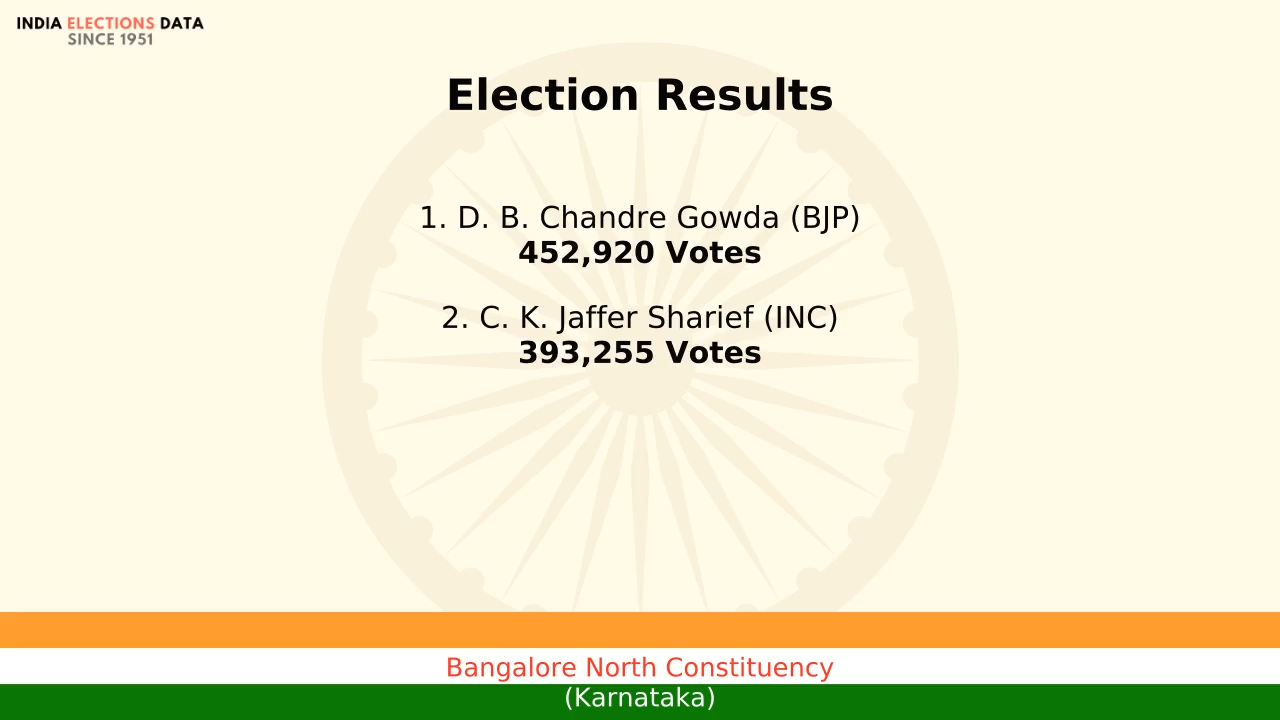 INDIA ELECTIONS DATA
SINCE 1951
Election Results
1. D. B. Chandre Gowda (BJP)
452,920 Votes
2. C. K. Jaffer Sharief (INC)
393,255 Votes
Bangalore North Constituency
(Karnataka)